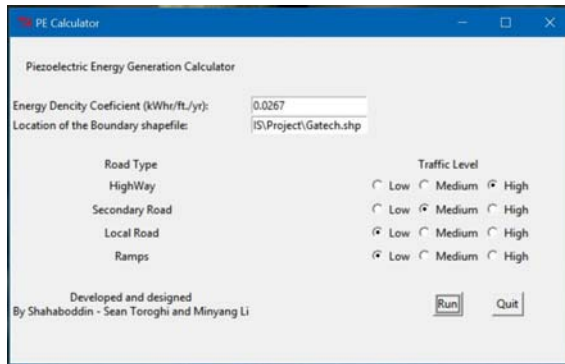 PE Calculator
Piezoelectric Energy Generation Calculator
Energy Dencity Coeficient (kWhr/ft./yr): 0.0267
Location of the Boundary shapefile: IS\Project\Gatech.shp
Road Type Traffic Level
HighWay Low Medium High
Secondary Road Low Medium High
Local Road Low Medium High
Ramps Low Medium High
Developed and designed
By Shahaboddin - Sean Toroghi and Minyang Li
Run Quit